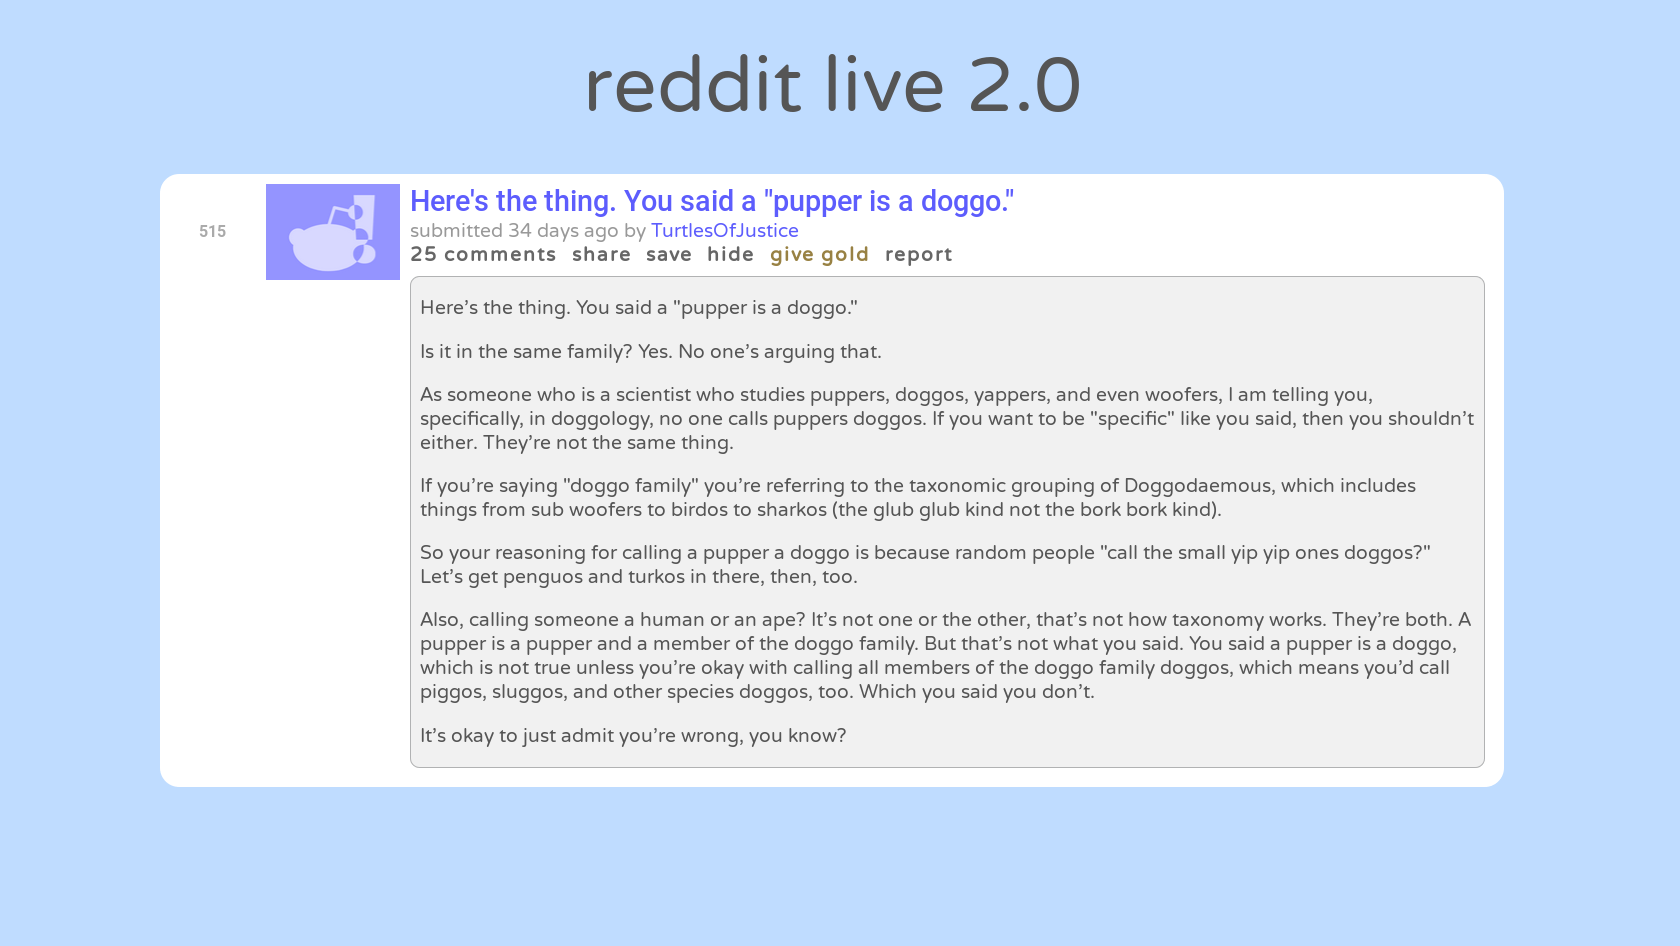 reddit live 2.0
515
Here's the thing. You said a "pupper is a doggo."
submitted 34 days ago by TurtlesOfJustice
25 comments share save hide give gold report
Here’s the thing. You said a "pupper is a doggo."
Is it in the same family? Yes. No one’s arguing that.
As someone who is a scientist who studies puppers, doggos, yappers, and even woofers, I am telling you,
specifically, in doggology, no one calls puppers doggos. If you want to be "specific" like you said, then you shouldn’t
either. They’re not the same thing.
If you’re saying "doggo family" you’re referring to the taxonomic grouping of Doggodaemous, which includes
things from sub woofers to birdos to sharkos (the glub glub kind not the bork bork kind).
So your reasoning for calling a pupper a doggo is because random people "call the small yip yip ones doggos?"
Let’s get penguos and turkos in there, then, too.
Also, calling someone a human or an ape? It’s not one or the other, that’s not how taxonomy works. They’re both. A
pupper is a pupper and a member of the doggo family. But that’s not what you said. You said a pupper is a doggo,
which is not true unless you’re okay with calling all members of the doggo family doggos, which means you’d call
piggos, sluggos, and other species doggos, too. Which you said you don’t.
It’s okay to just admit you’re wrong, you know?